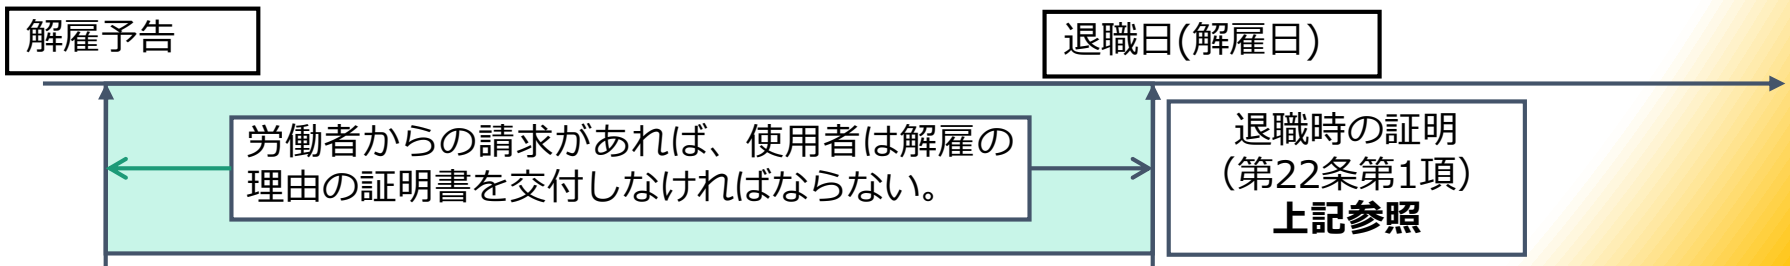 解雇予告
退職日(解雇日)
労働者からの請求があれば、使用者は解雇の
理由の証明書を交付しなければならない。
退職時の証明
（第22条第1項）
上記参照